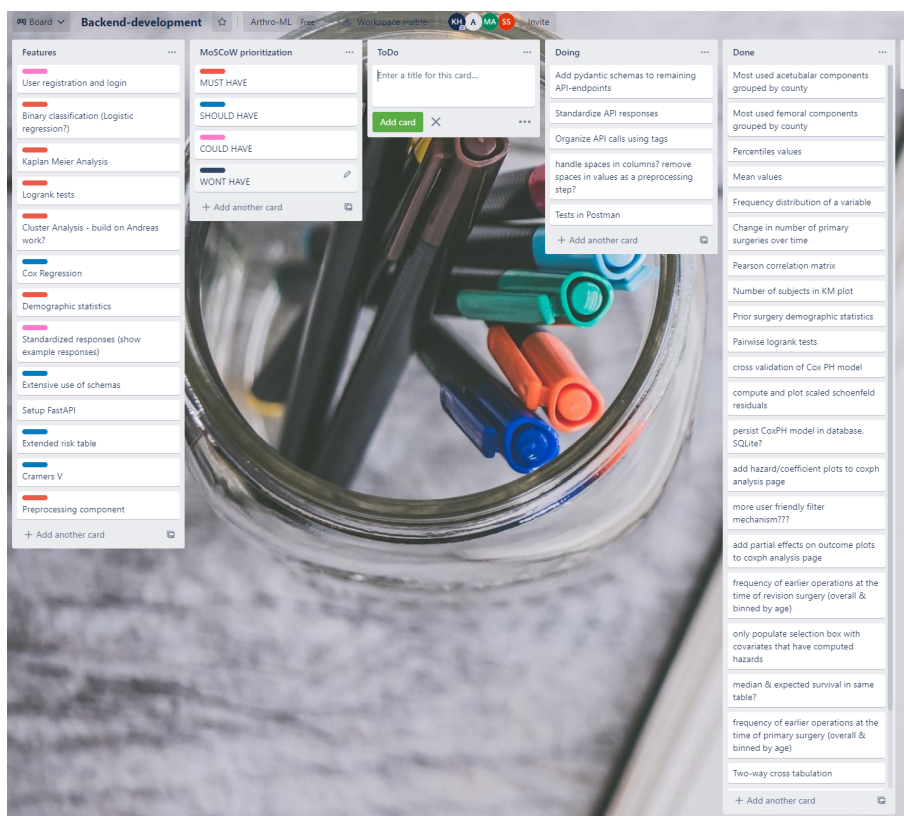 Board
Backend-development
Arthro-ML Free
Workspace visible
KH A MA SS
Invite
Features
User registration and login
Binary classification (Logistic
regression?)
Kaplan Meier Analysis
Logrank tests
Cluster Analysis - build on Andreas
work?
Cox Regression
Demographic statistics
Standardized responses (show
example responses)
Extensive use of schemas
Setup FastAPI
Extended risk table
Cramers V
Preprocessing component
+ Add another card
MoSCoW prioritization
MUST HAVE
SHOULD HAVE
COULD HAVE
WONT HAVE
+ Add another card
ToDo
Enter a title for this card...
Add card
Doing
Add pydantic schemas to remaining
API-endpoints
Standardize API responses
Organize API calls using tags
handle spaces in columns? remove
spaces in values as a preprocessing
step?
Tests in Postman
+ Add another card
Done
Most used acetubalar components
grouped by county
Most used femoral components
grouped by county
Percentiles values
Mean values
Frequency distribution of a variable
Change in number of primary
surgeries over time
Pearson correlation matrix
Number of subjects in KM plot
Prior surgery demographic statistics
Pairwise logrank tests
cross validation of Cox PH model
compute and plot scaled schoenfeld
residuals
persist CoxPH model in database.
SQLite?
add hazard/coefficient plots to coxph
analysis page
more user friendly filter
mechanism???
add partial effects on outcome plots
to coxph analysis page
frequency of earlier operations at the
time of revision surgery (overall &
binned by age)
only populate selection box with
covariates that have computed
hazards
median & expected survival in same
table?
frequency of earlier operations at the
time of primary surgery (overall &
binned by age)
Two-way cross tabulation
+ Add another card